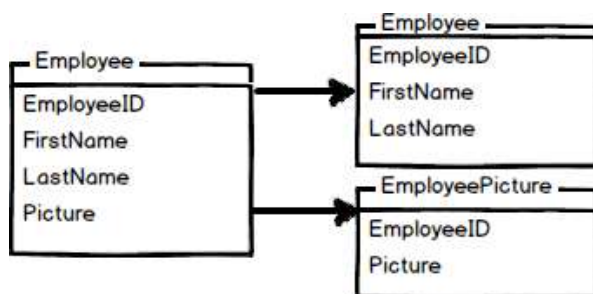 Employee
EmployeeID
FirstName
LastName
Picture
Employee
EmployeeID
FirstName
LastName
EmployeePicture
EmployeeID
Picture